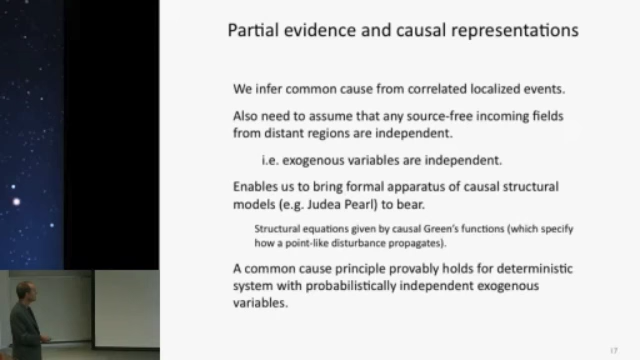 Partial evidence and causal representations
We infer common cause from correlated localized events.
Also need to assume that any source-free incoming fields
from distant regions are independent.
i.e. exogenous variables are independent.
Enables us to bring formal apparatus of causal structural
models (e.g. Judea Pearl) to bear.
Structural equations given by causal Green's functions (which specify
how a point-like disturbance propagates).
A common cause principle provably holds for deterministic
system with probabilistically independent exogenous
variables.
17